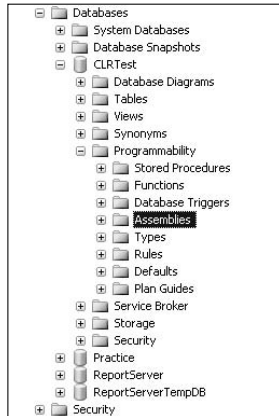 Databases
System Databases
Database Snapshots
CLRTest
Database Diagrams
Tables
Views
Synonyms
Programmability
Stored Procedures
Functions
Database Triggers
Assemblies
Types
Rules
Defaults
Plan Guides
Service Broker
Storage
Security
Practice
ReportServer
ReportServerTempDB
Security